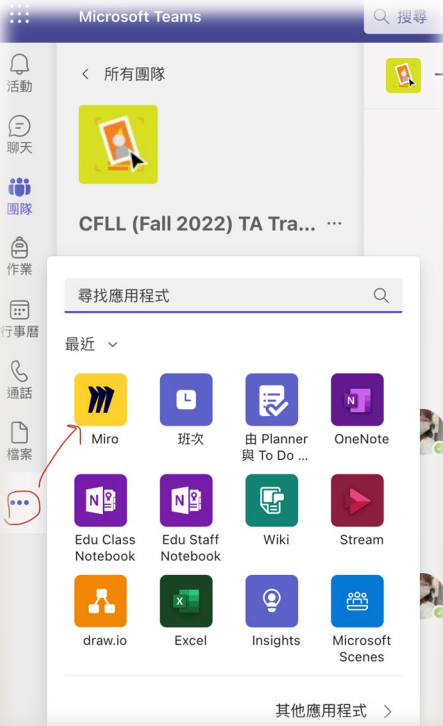 Microsoft Teams
搜尋
活動
聊天
團隊
作業
行事曆
通話
檔案
所有團隊
CFLL (Fall 2022) TA Tra...
尋找應用程式
最近
Miro
班次
由 Planner
與 To Do ...
OneNote
Edu Class
Notebook
Edu Staff
Notebook
Wiki
Stream
draw.io
Excel
Insights
Microsoft
Scenes
其他應用程式